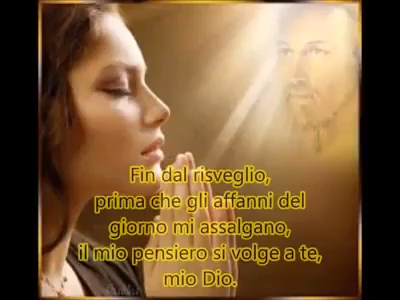 Fin dal risveglio,
prima che gli affanni del
giorno mi assalgano,
il mio pensiero si volge a te,
mio Dio.